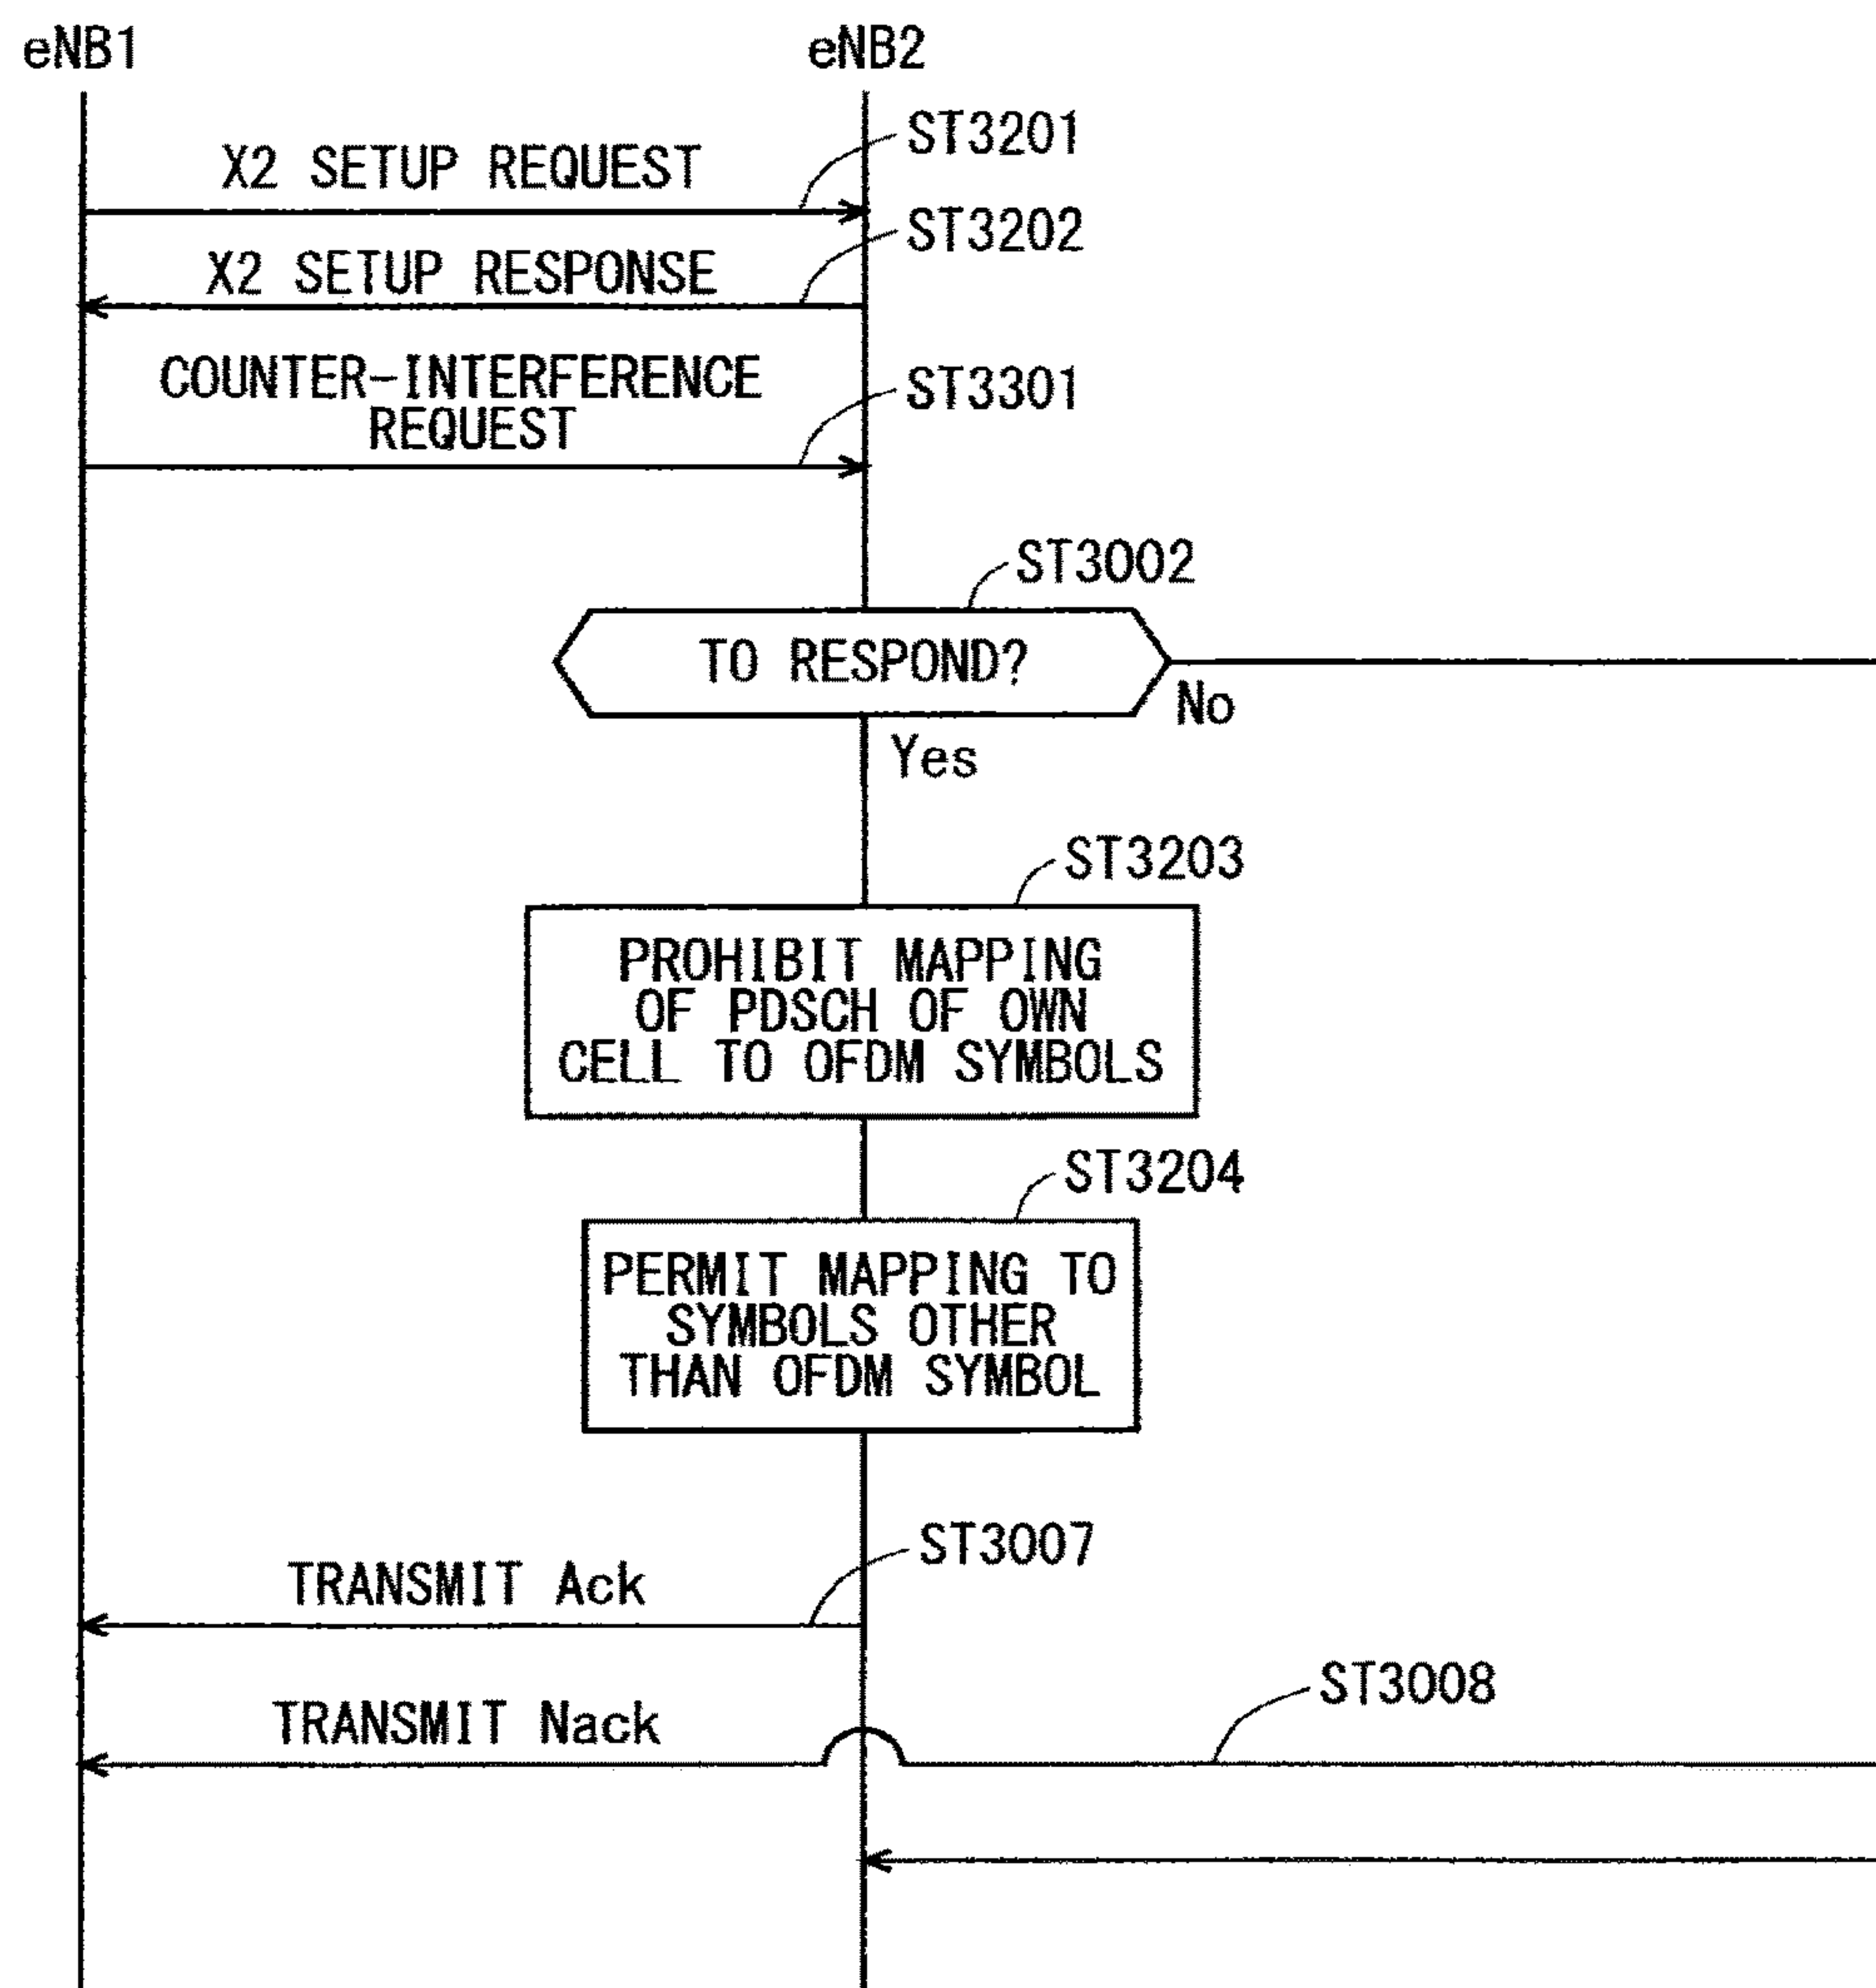 eNB1
eNB2
ST3201
X2 SETUP REQUEST
ST3202
X2 SETUP RESPONSE
COUNTER-INTERFERENCE
REQUEST
ST3301
ST3002
TO RESPOND?
No
Yes
ST3203
PROHIBIT MAPPING
OF PDSCH OF OWN
CELL TO OFDM SYMBOLS
ST3204
PERMIT MAPPING TO
SYMBOLS OTHER
THAN OFDM SYMBOL
ST3007
TRANSMIT Ack
ST3008
TRANSMIT Nack